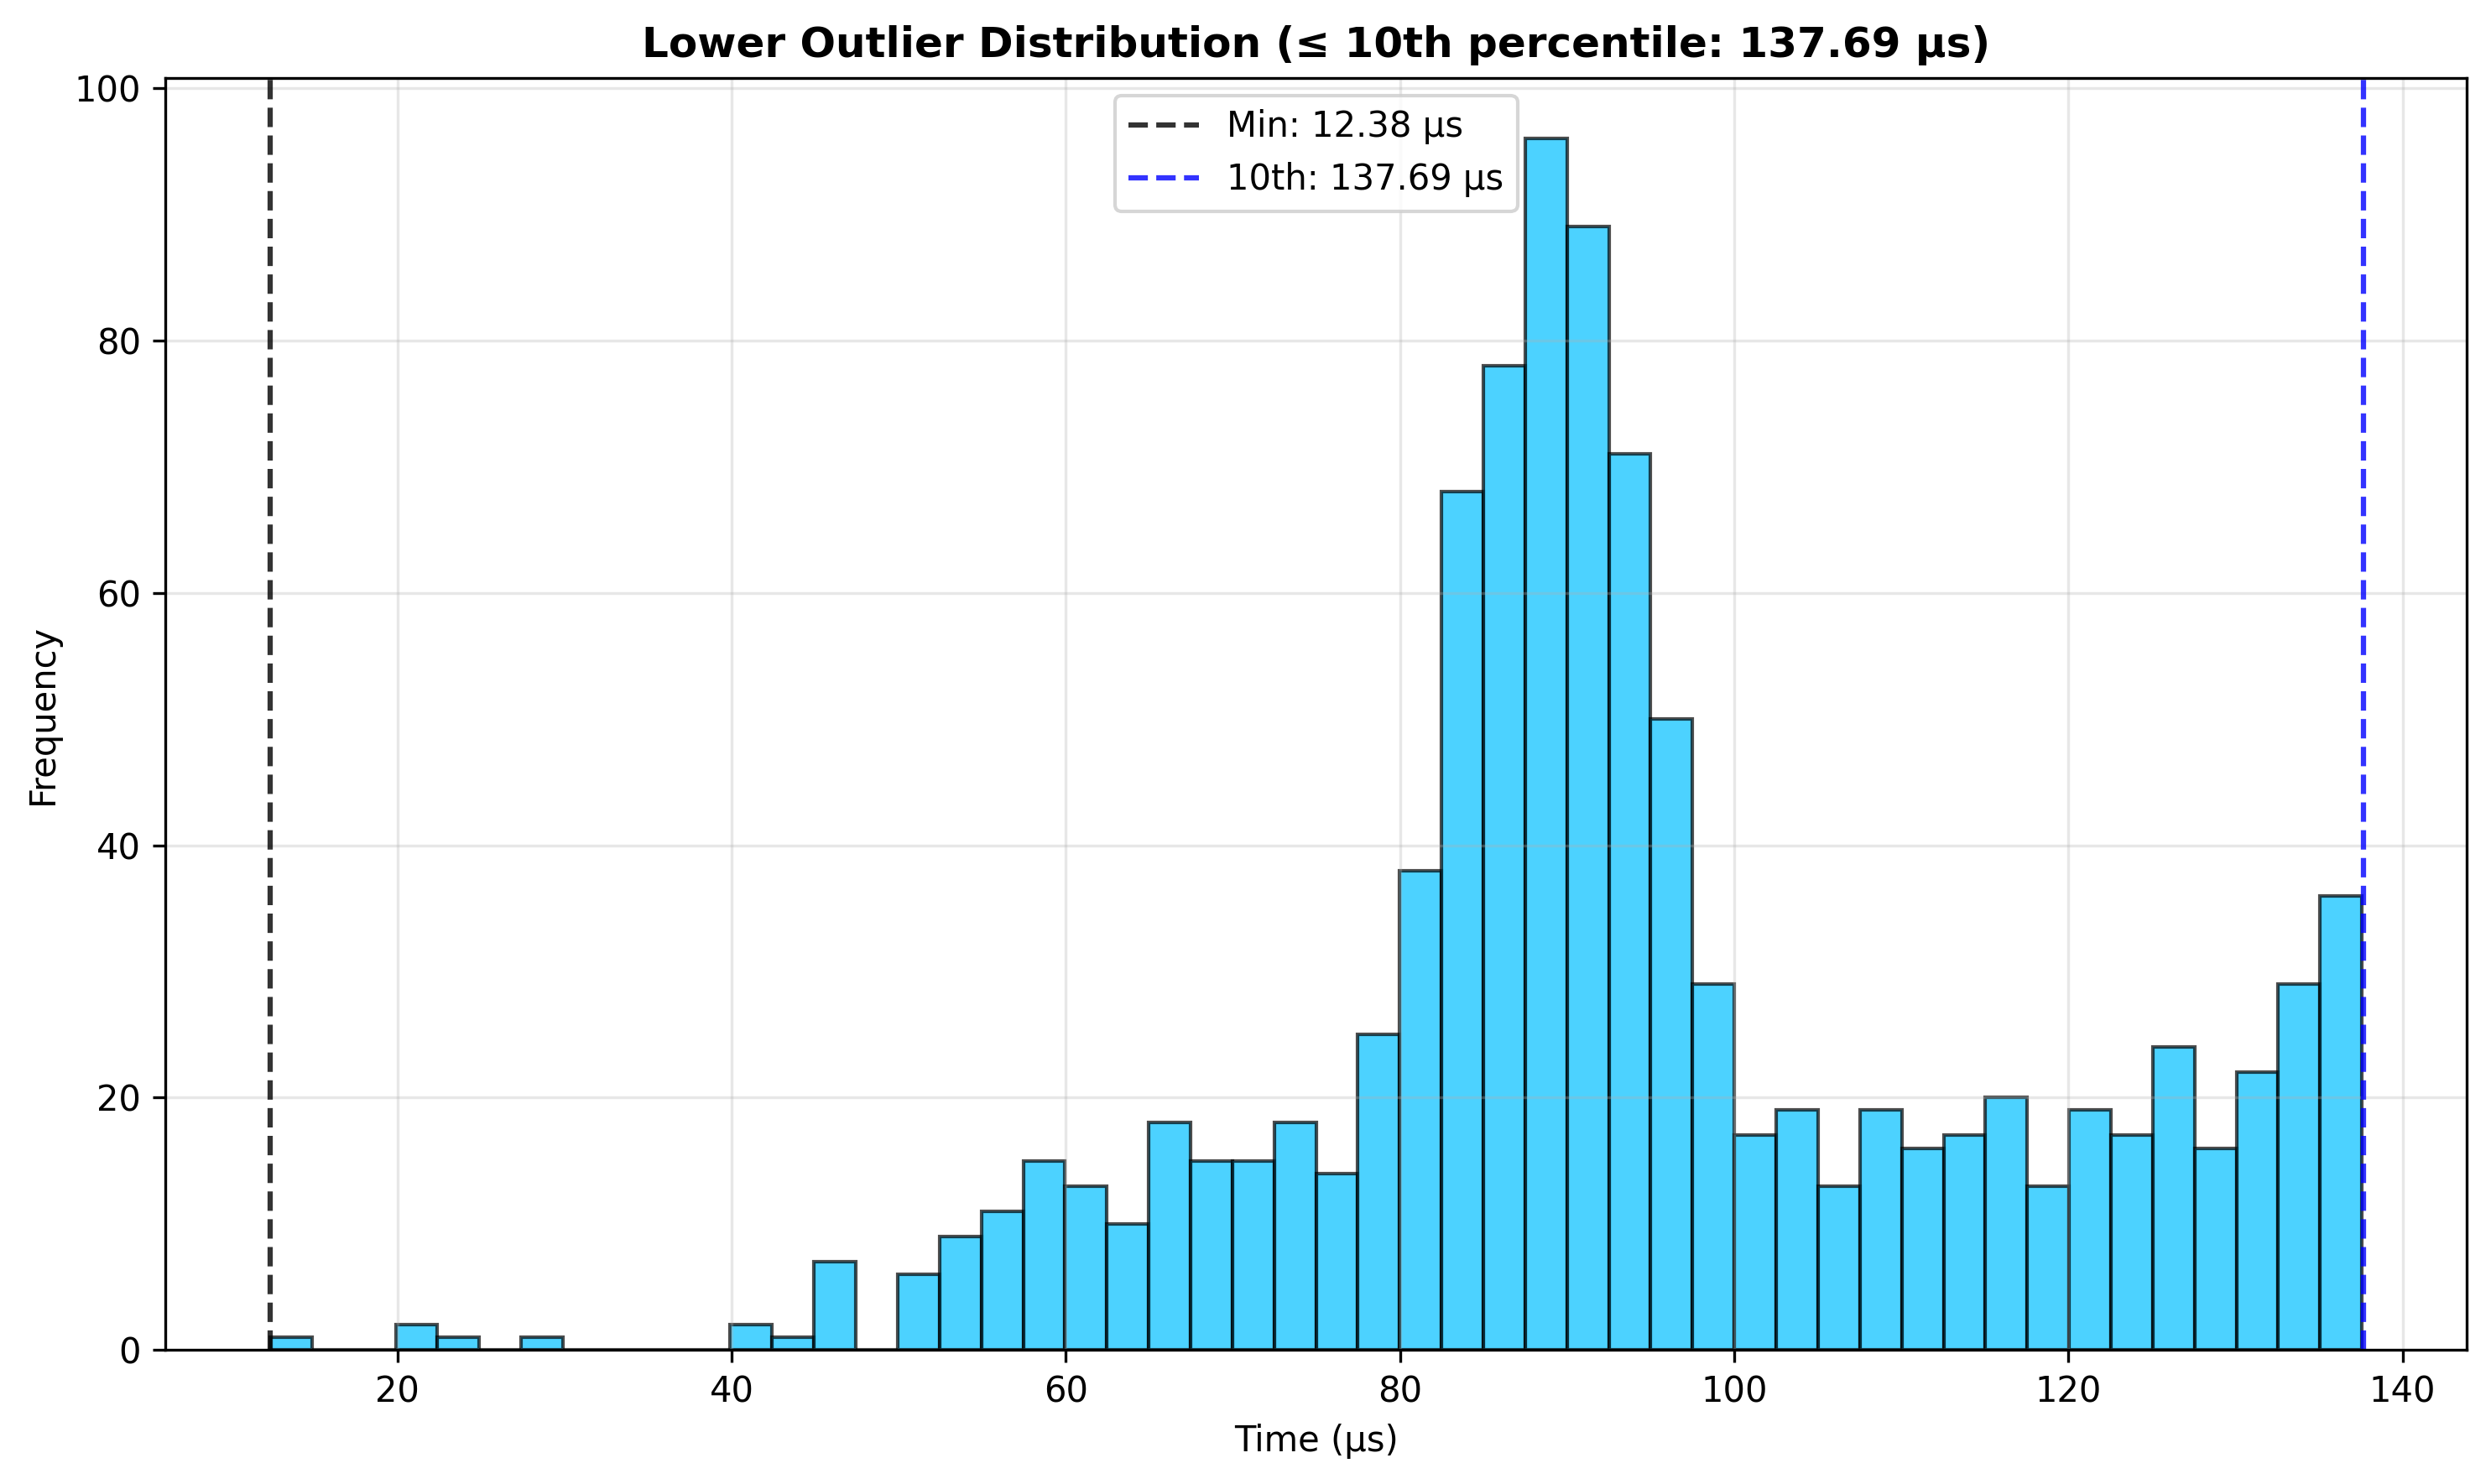 Lower Outlier Distribution (≤ 10th percentile: 137.69 µs)
Min: 12.38 µs
10th: 137.69 µs
100
80
60
40
20
0
Frequency
20 40 60 80 100 120 140
Time (µs)